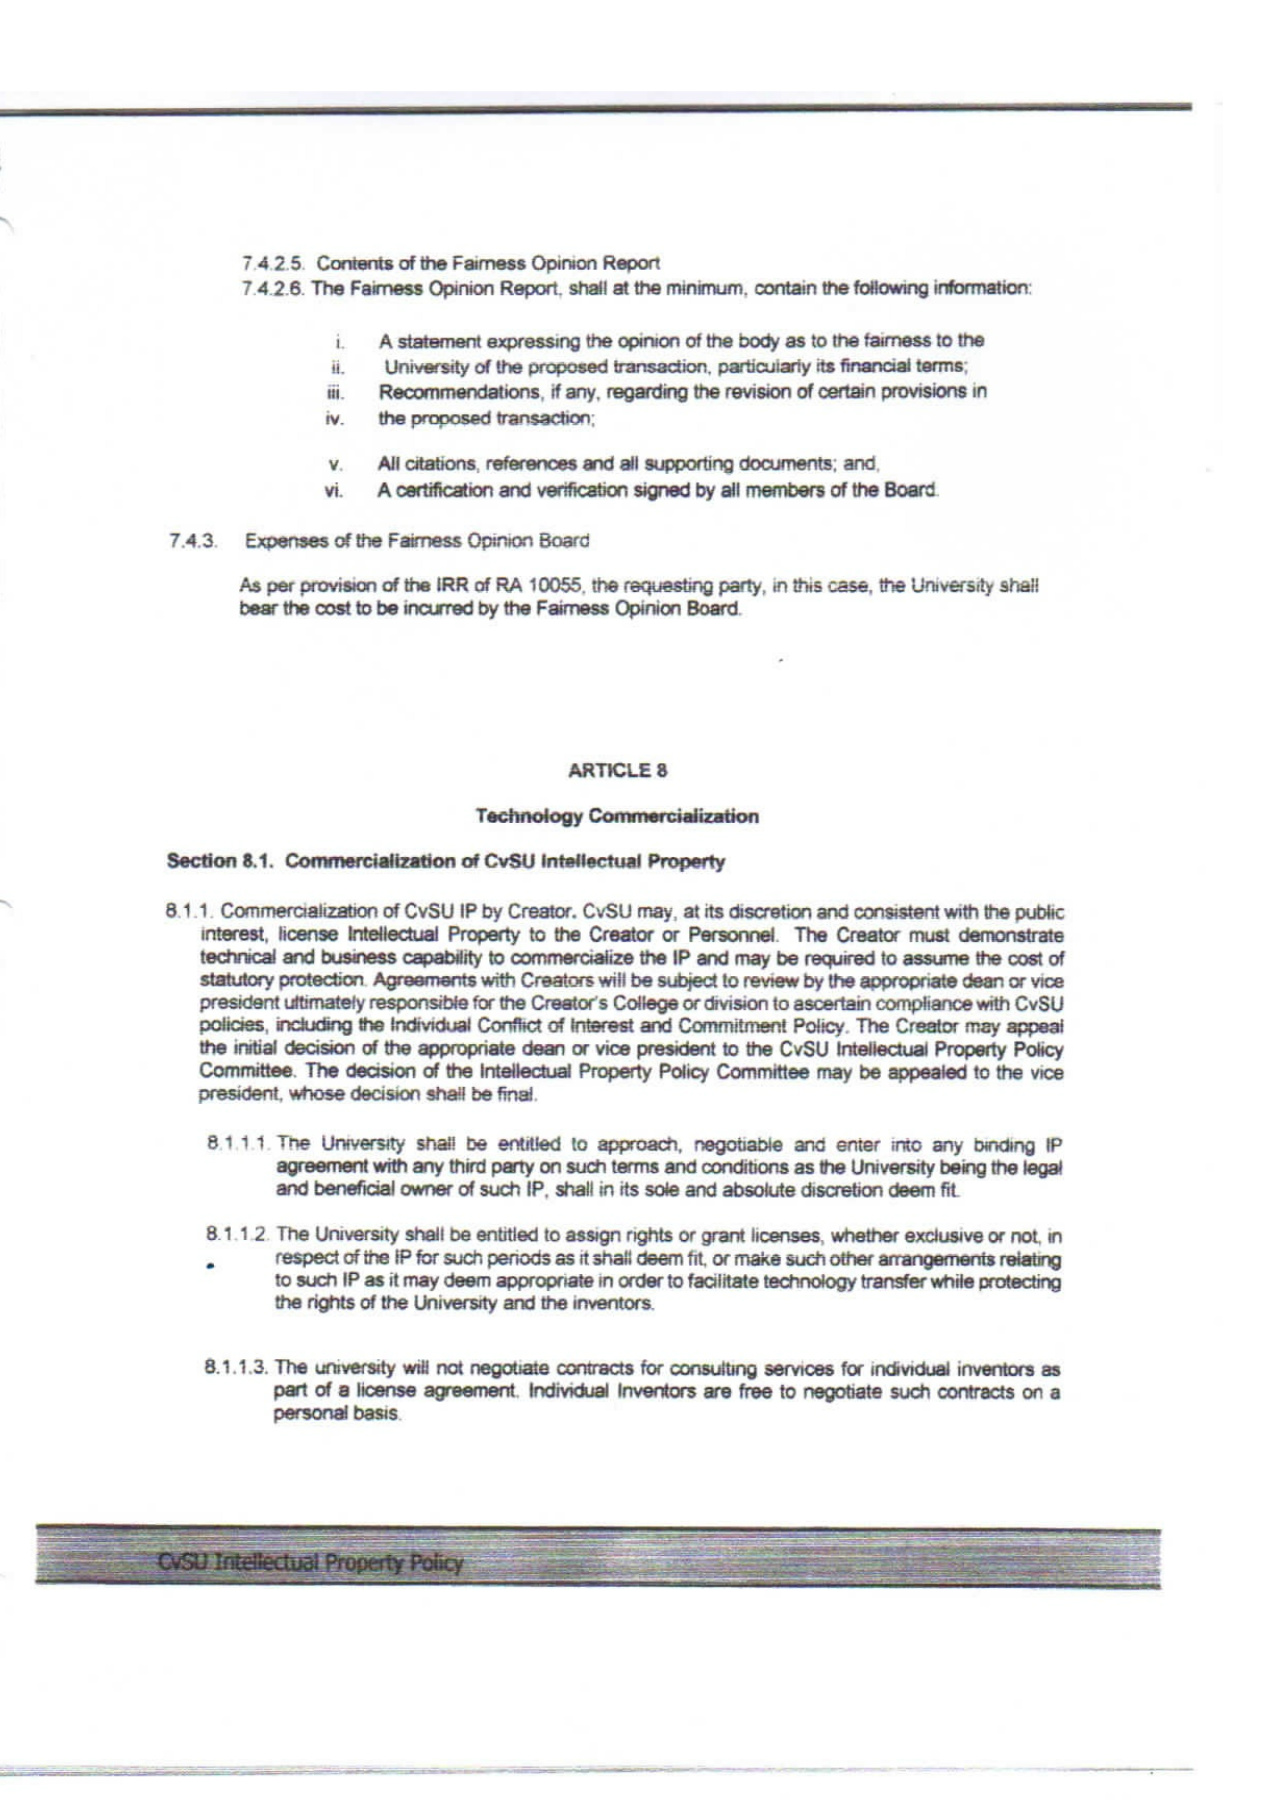 7.4.2.5. Contents of the Fairness Opinion Report
7.4.2.6. The Fairness Opinion Report, shall at the minimum, contain the following information:
i. A statement expressing the opinion of the body as to the fairness to the
ii. University of the proposed transaction, particularly its financial terms;
iii. Recommendations, if any, regarding the revision of certain provisions in
iv. the proposed transaction;
v. All citations, references and all supporting documents; and,
vi. A certification and verification signed by all members of the Board.
7.4.3. Expenses of the Fairness Opinion Board
As per provision of the IRR of RA 10055, the requesting party, in this case, the University shall
bear the cost to be incurred by the Fairness Opinion Board.
ARTICLE 8
Technology Commercialization
Section 8.1. Commercialization of CvSU Intellectual Property
8.1.1. Commercialization of CvSU IP by Creator. CvSU may, at its discretion and consistent with the public
interest, license Intellectual Property to the Creator or Personnel. The Creator must demonstrate
technical and business capability to commercialize the IP and may be required to assume the cost of
statutory protection. Agreements with Creators will be subject to review by the appropriate dean or vice
president ultimately responsible for the Creator's College or division to ascertain compliance with CvSU
policies, including the Individual Conflict of Interest and Commitment Policy. The Creator may appeal
the initial decision of the appropriate dean or vice president to the CvSU Intellectual Property Policy
Committee. The decision of the Intellectual Property Policy Committee may be appealed to the vice
president, whose decision shall be final.
8.1.1.1. The University shall be entitled to approach, negotiable and enter into any binding IP
agreement with any third party on such terms and conditions as the University being the legal
and beneficial owner of such IP, shall in its sole and absolute discretion deem fit.
8.1.1.2. The University shall be entitled to assign rights or grant licenses, whether exclusive or not, in
respect of the IP for such periods as it shall deem fit, or make such other arrangements relating
to such IP as it may deem appropriate in order to facilitate technology transfer while protecting
the rights of the University and the inventors.
8.1.1.3. The university will not negotiate contracts for consulting services for individual inventors as
part of a license agreement. Individual Inventors are free to negotiate such contracts on a
personal basis.
CvSU Intellectual Property Policy